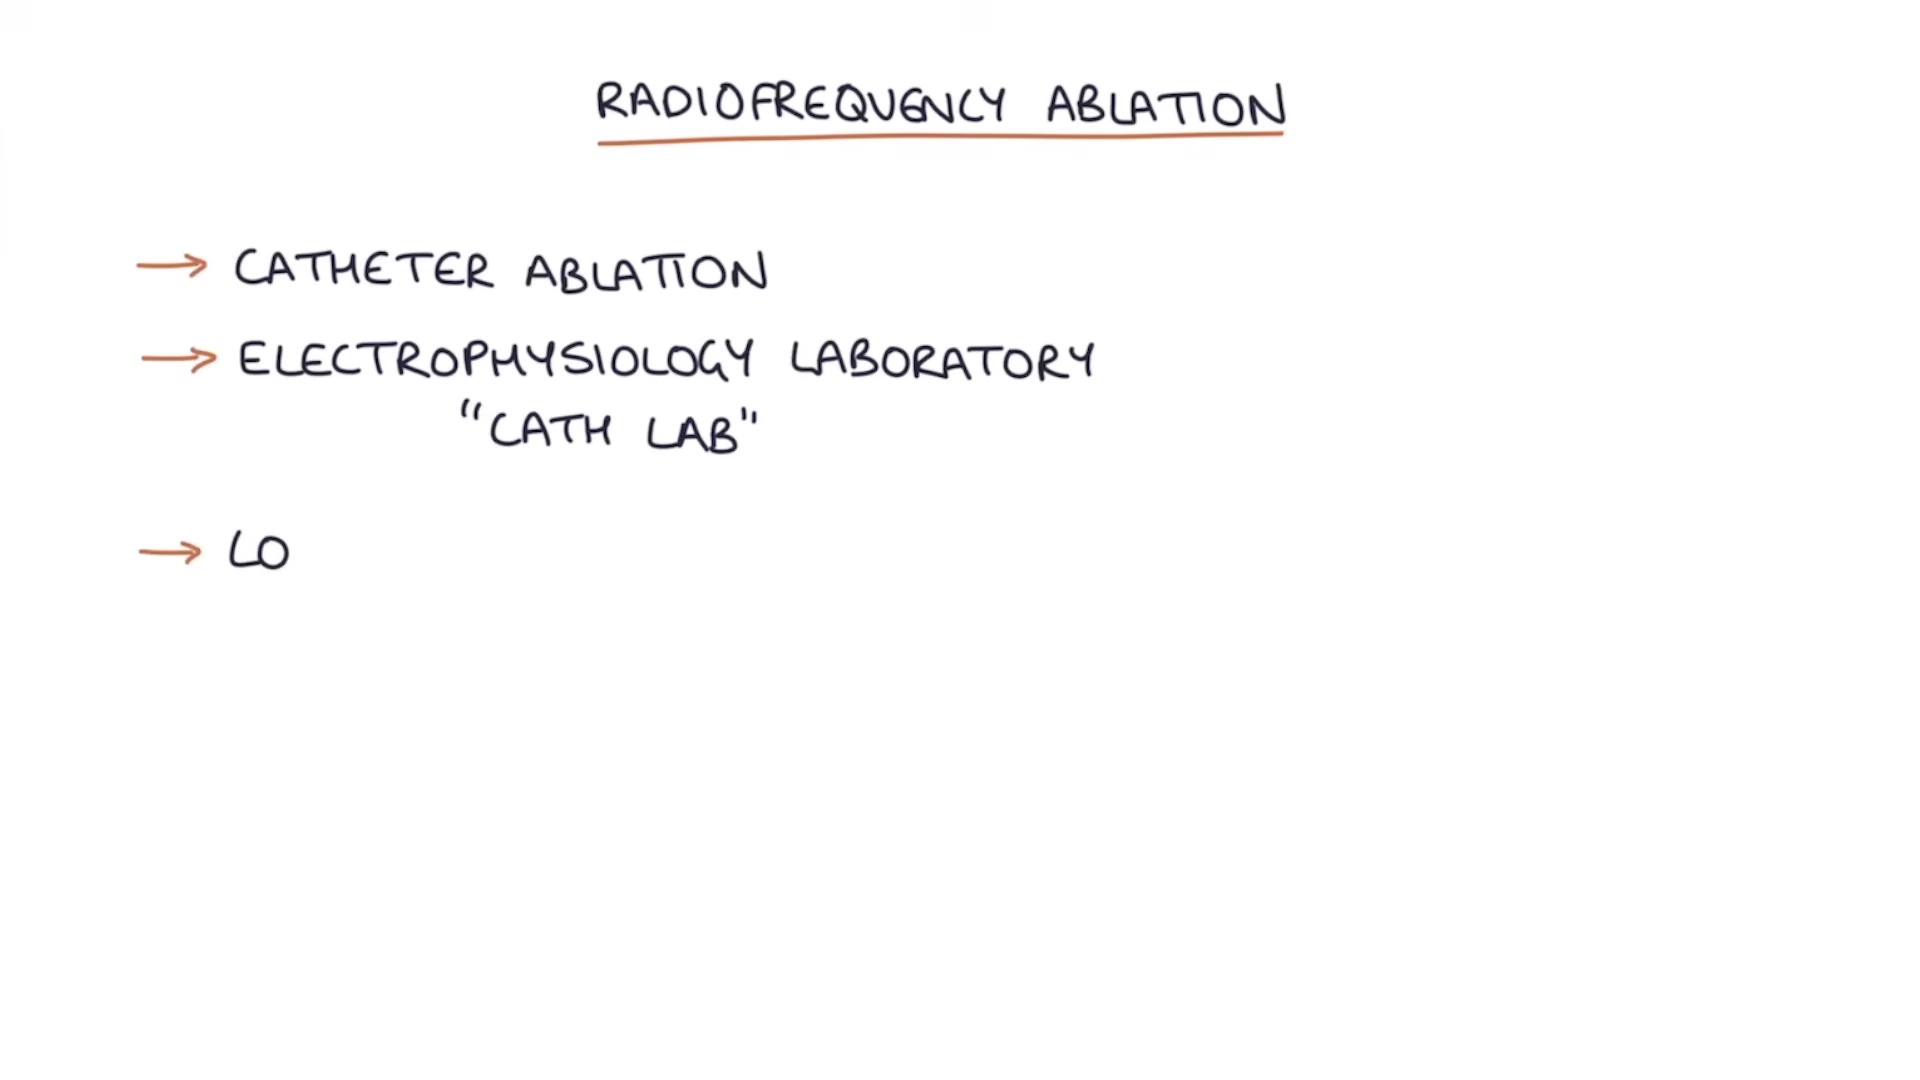 RADIOFREQUENCY ABLATION
→ CATHETER ABLATION
→ ELECTROPHYSIOLOGY LABORATORY
"CATH LAB"
→ LO